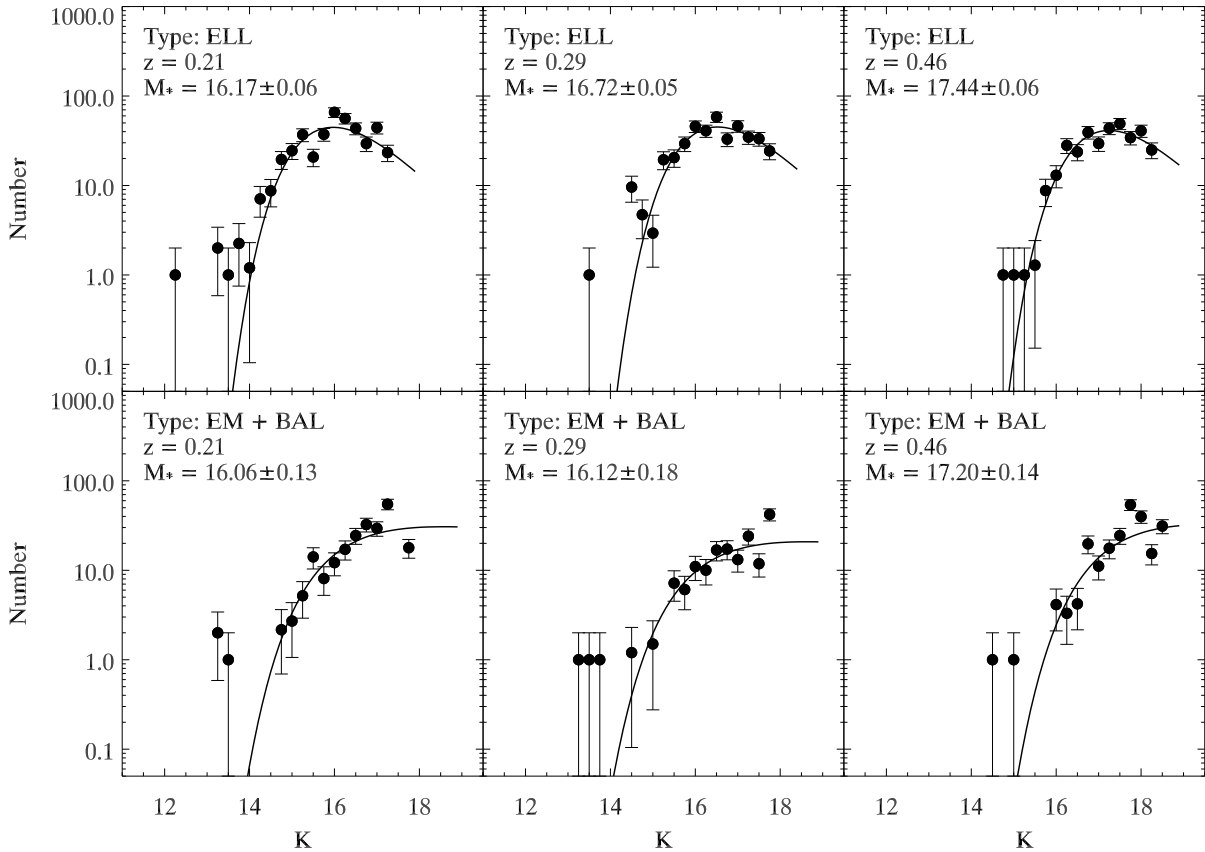 1000.0
100.0
10.0
1.0
0.1
Number
Type: ELL
z = 0.21
M* = 16.17±0.06
Type: ELL
z = 0.29
M* = 16.72±0.05
Type: ELL
z = 0.46
M* = 17.44±0.06
1000.0
100.0
10.0
1.0
0.1
Number
Type: EM + BAL
z = 0.21
M* = 16.06±0.13
Type: EM + BAL
z = 0.29
M* = 16.12±0.18
Type: EM + BAL
z = 0.46
M* = 17.20±0.14
12 14 16 18
12 14 16 18
12 14 16 18
K
K
K